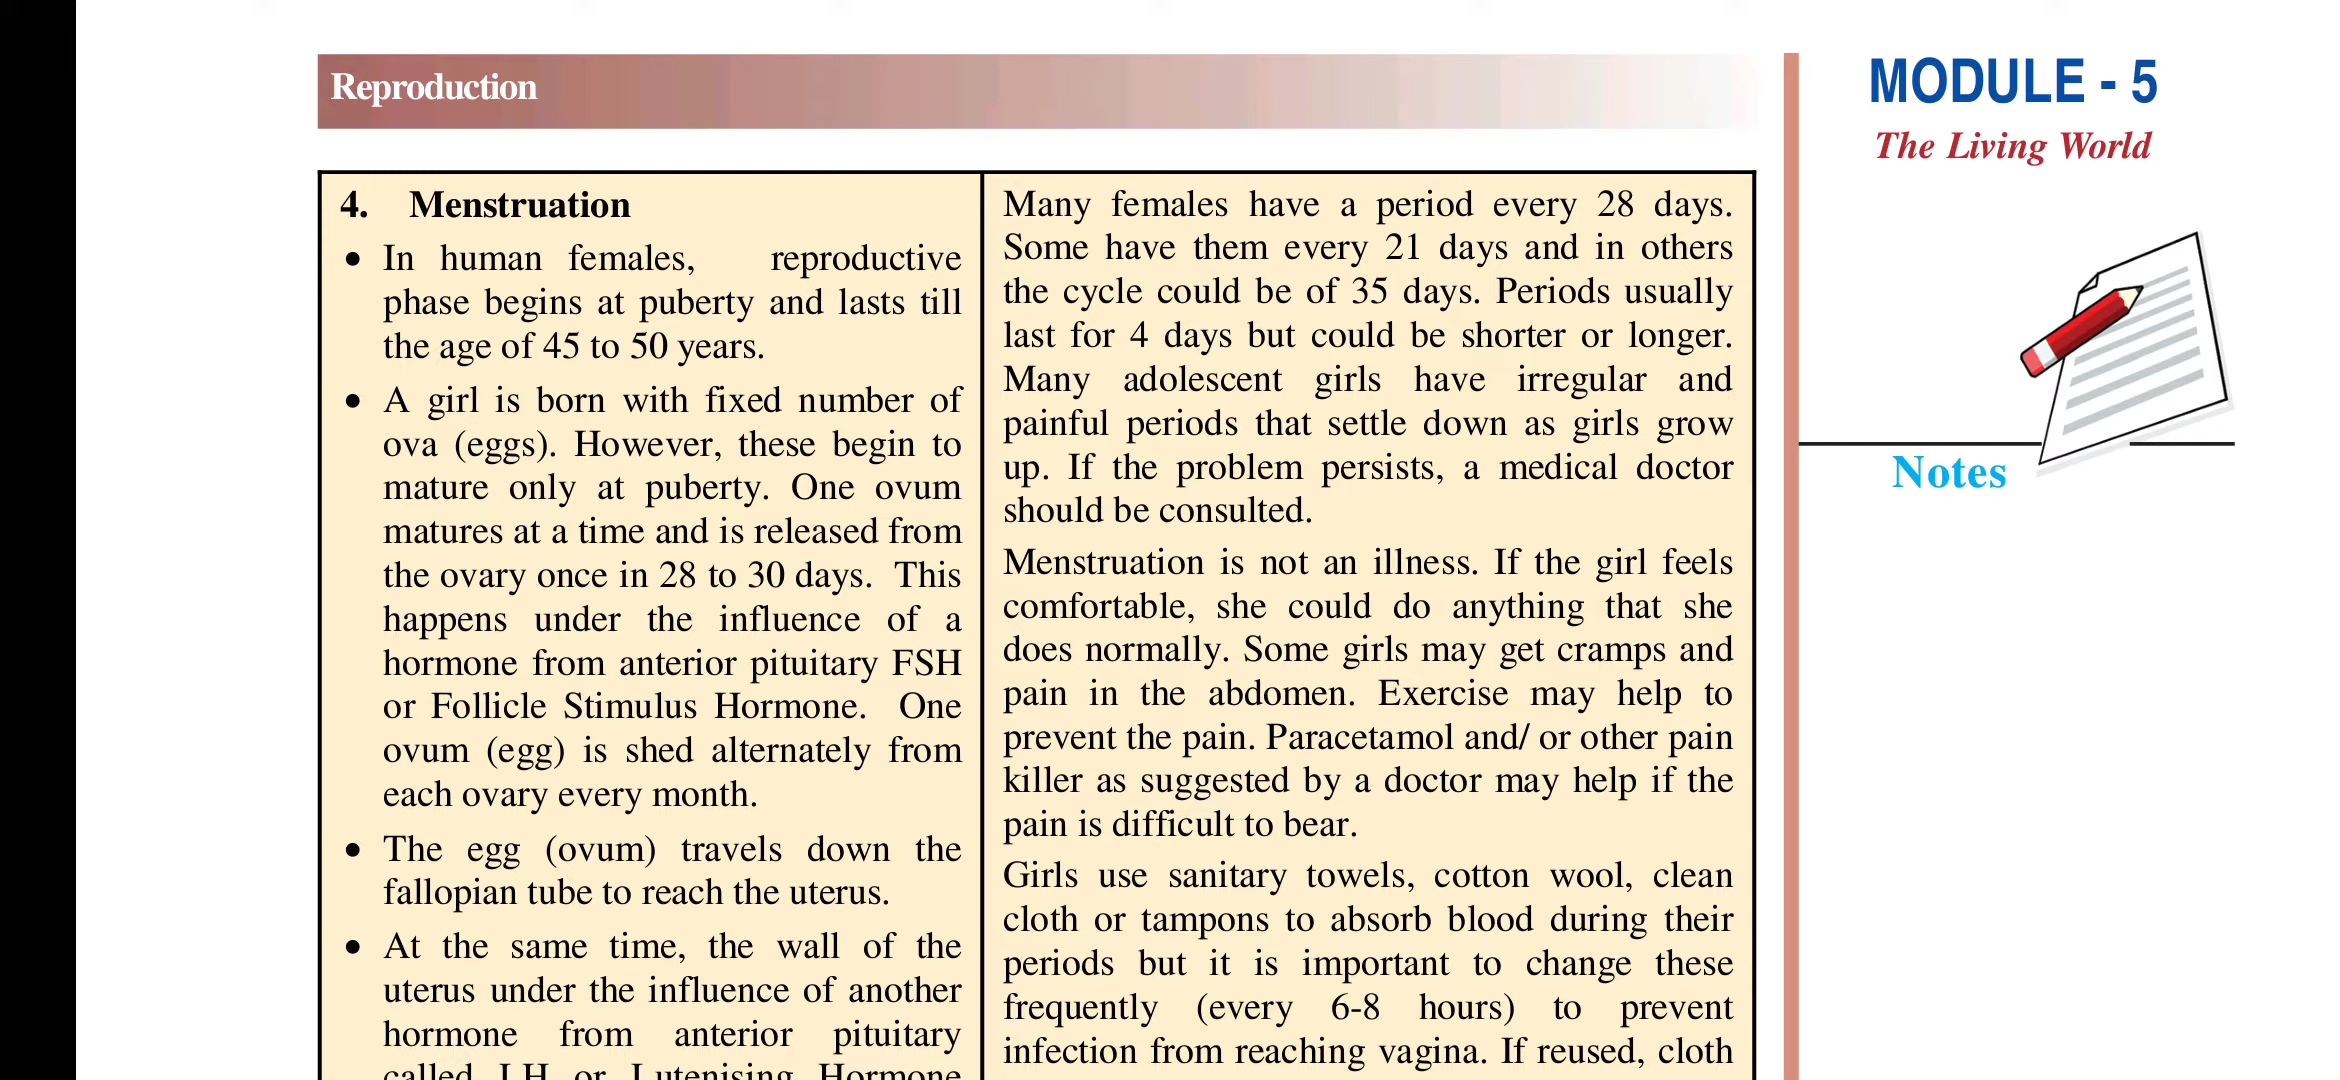 Reproduction
MODULE - 5
The Living World
Notes
4. Menstruation
• In human females, reproductive
phase begins at puberty and lasts till
the age of 45 to 50 years.
• A girl is born with fixed number of
ova (eggs). However, these begin to
mature only at puberty. One ovum
matures at a time and is released from
the ovary once in 28 to 30 days. This
happens under the influence of a
hormone from anterior pituitary FSH
or Follicle Stimulus Hormone. One
ovum (egg) is shed alternately from
each ovary every month.
• The egg (ovum) travels down the
fallopian tube to reach the uterus.
• At the same time, the wall of the
uterus under the influence of another
hormone from anterior pituitary
called LH or Lutenising Hormone
Many females have a period every 28 days.
Some have them every 21 days and in others
the cycle could be of 35 days. Periods usually
last for 4 days but could be shorter or longer.
Many adolescent girls have irregular and
painful periods that settle down as girls grow
up. If the problem persists, a medical doctor
should be consulted.
Menstruation is not an illness. If the girl feels
comfortable, she could do anything that she
does normally. Some girls may get cramps and
pain in the abdomen. Exercise may help to
prevent the pain. Paracetamol and/ or other pain
killer as suggested by a doctor may help if the
pain is difficult to bear.
Girls use sanitary towels, cotton wool, clean
cloth or tampons to absorb blood during their
periods but it is important to change these
frequently (every 6-8 hours) to prevent
infection from reaching vagina. If reused, cloth